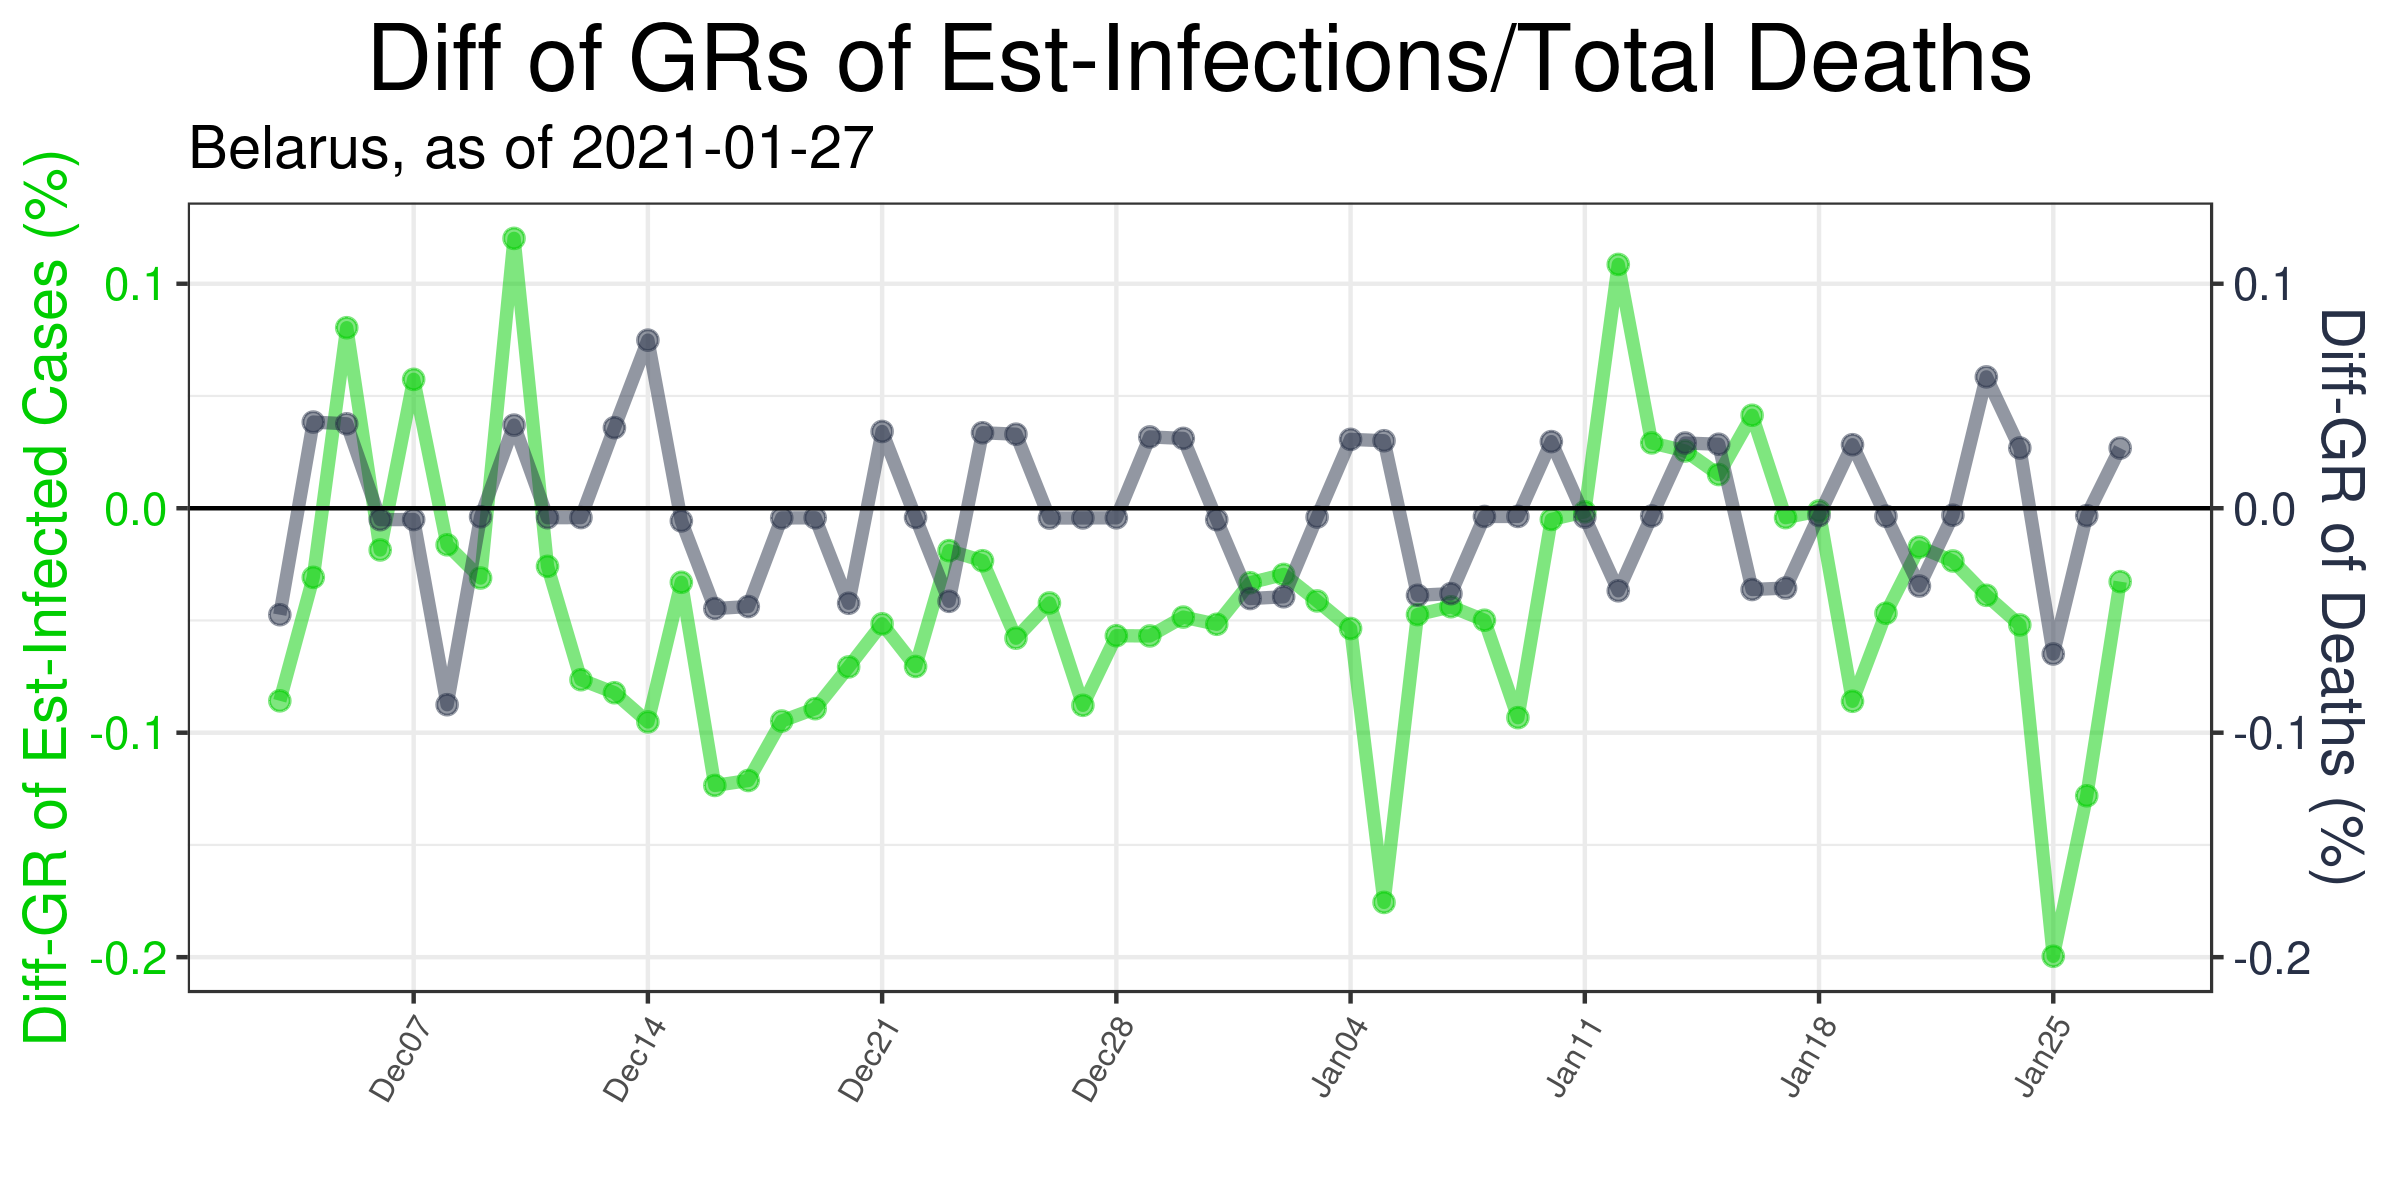 Diff of GRs of Est-Infections/Total Deaths
Belarus, as of 2021-01-27
Diff-GR of Est-Infected Cases (%)
0.1
0.0
-0.1
-0.2
0.1
0.0
-0.1
-0.2
Diff-GR of Deaths (%)
Dec07
Dec14
Dec21
Dec28
Jan04
Jan11
Jan18
Jan25